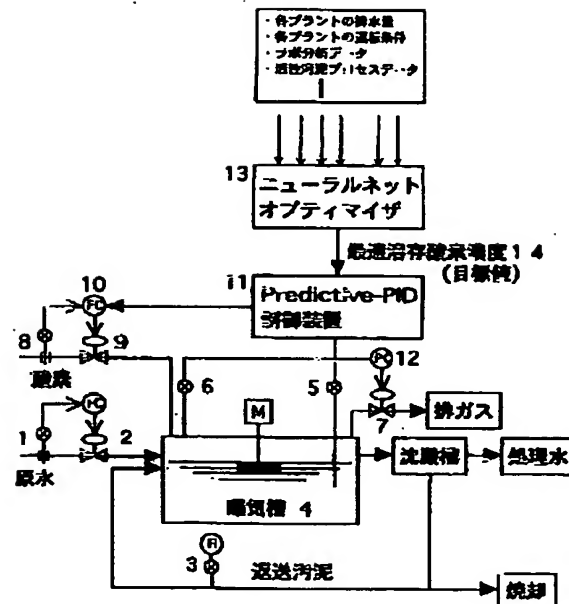 ・各プラントの排水量
・各プラントの運転条件
・ラボ分析データ
・活性汚泥プロセスデータ
13
ニューラルネット
オプティマイザ
最適溶存酸素濃度14
(目標値)
11
Predictive-PID
制御装置
10
FC
8
9
酸素
6
5
12
PC
M
7
排ガス
FC
1
2
原水
沈殿槽
処理水
曝気槽 4
FI
3
返送汚泥
焼却